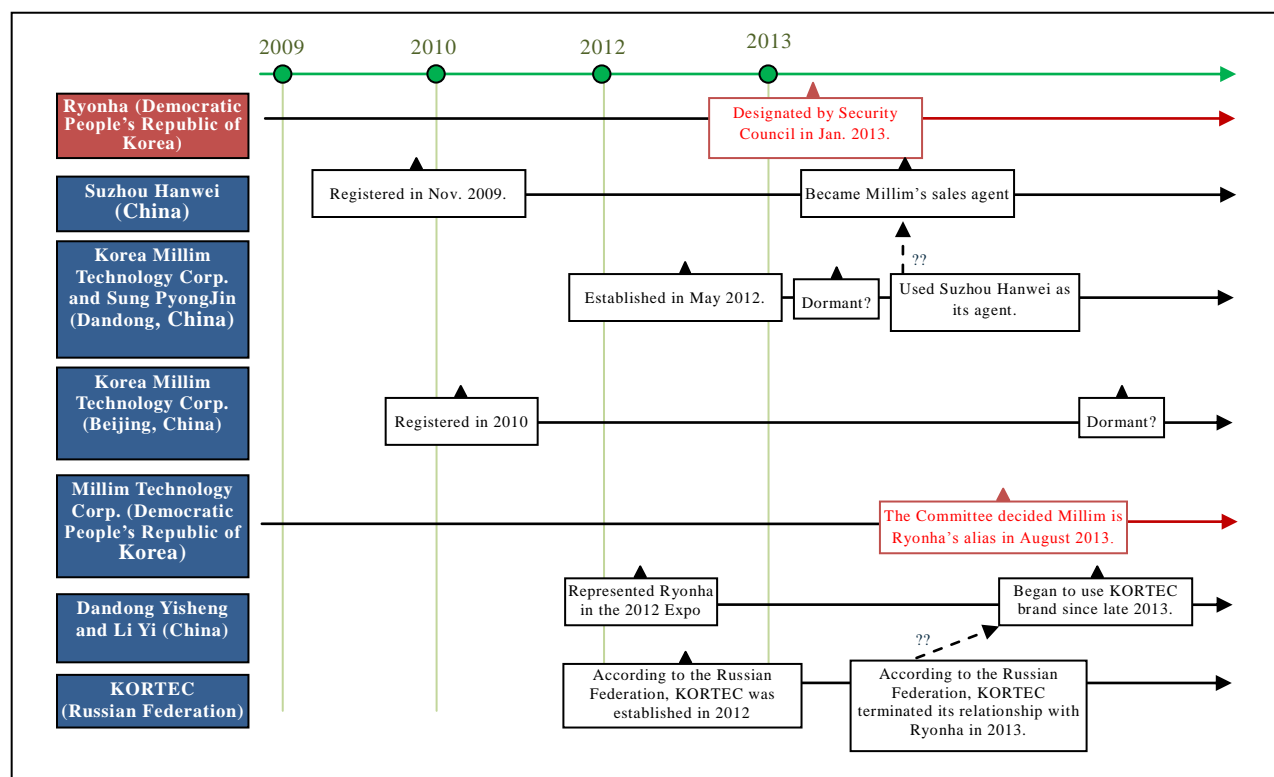 2009
2010
2012
2013
Ryonha (Democratic
People's Republic of
Korea)
Designated by Security
Council in Jan. 2013.
Suzhou Hanwei
(China)
Registered in Nov. 2009.
Became Millim's sales agent
Korea Millim
Technology Corp.
and Sung PyongJin
(Dandong, China)
Established in May 2012.
Dormant?
??
Used Suzhou Hanwei as
its agent.
Korea Millim
Technology Corp.
(Beijing, China)
Registered in 2010
Dormant?
Millim Technology
Corp. (Democratic
People's Republic of
Korea)
The Committee decided Millim is
Ryonha's alias in August 2013.
Dandong Yisheng
and Li Yi (China)
Represented Ryonha
in the 2012 Expo
Began to use KORTEC
brand since late 2013.
??
KORTEC
(Russian Federation)
According to the Russian
Federation, KORTEC was
established in 2012
According to the Russian
Federation, KORTEC
terminated its relationship with
Ryonha in 2013.